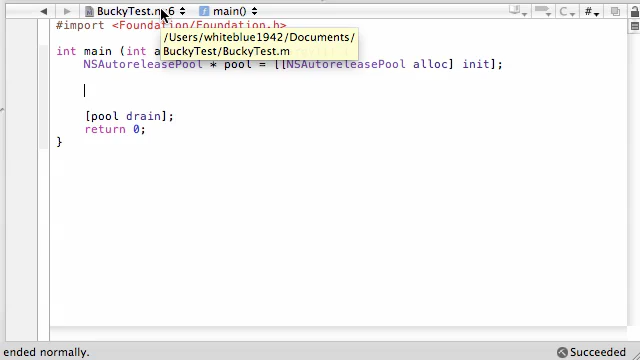 BuckyTest.m:6 main() C #
#import <Foundation/Foundation.h>
/Users/whiteblue1942/Documents/
BuckyTest/BuckyTest.m
int main (int a
NSAutoreleasePool * pool = [[NSAutoreleasePool alloc] init];
[pool drain];
return 0;
}
ended normally. Succeeded